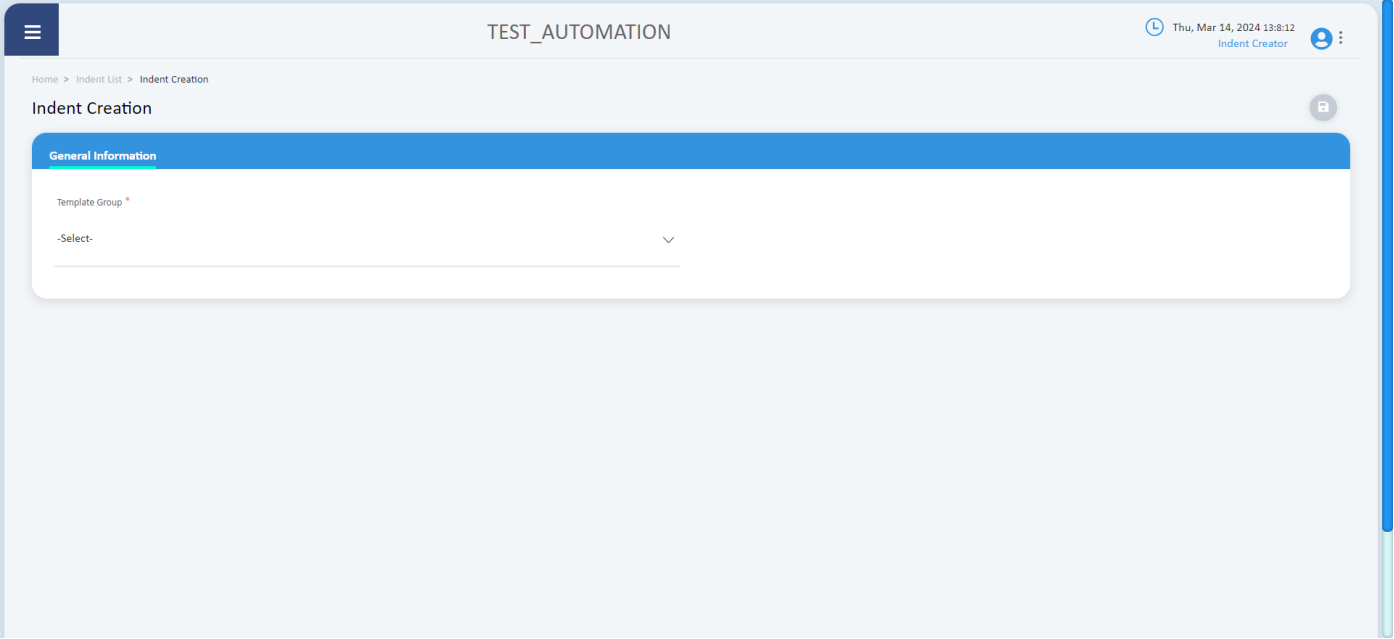 TEST_AUTOMATION
Thu, Mar 14, 2024 13:8:12
Indent Creator
Home > Indent List > Indent Creation
Indent Creation
General Information
Template Group *
-Select-